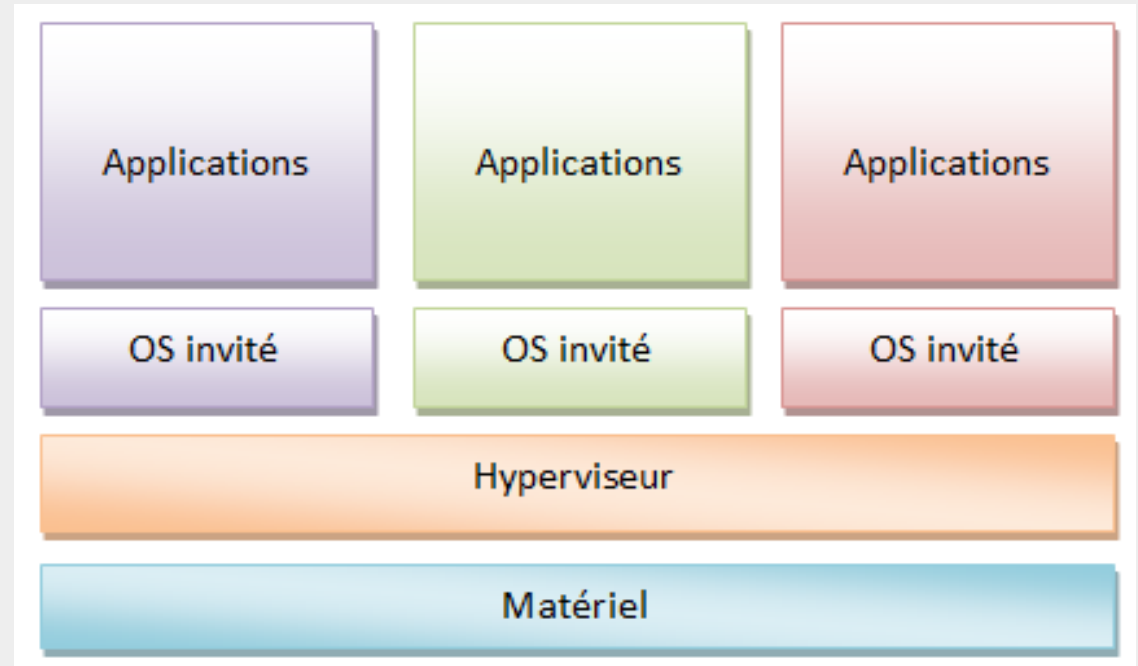 Applications
Applications
Applications
OS invité
OS invité
OS invité
Hyperviseur
Matériel